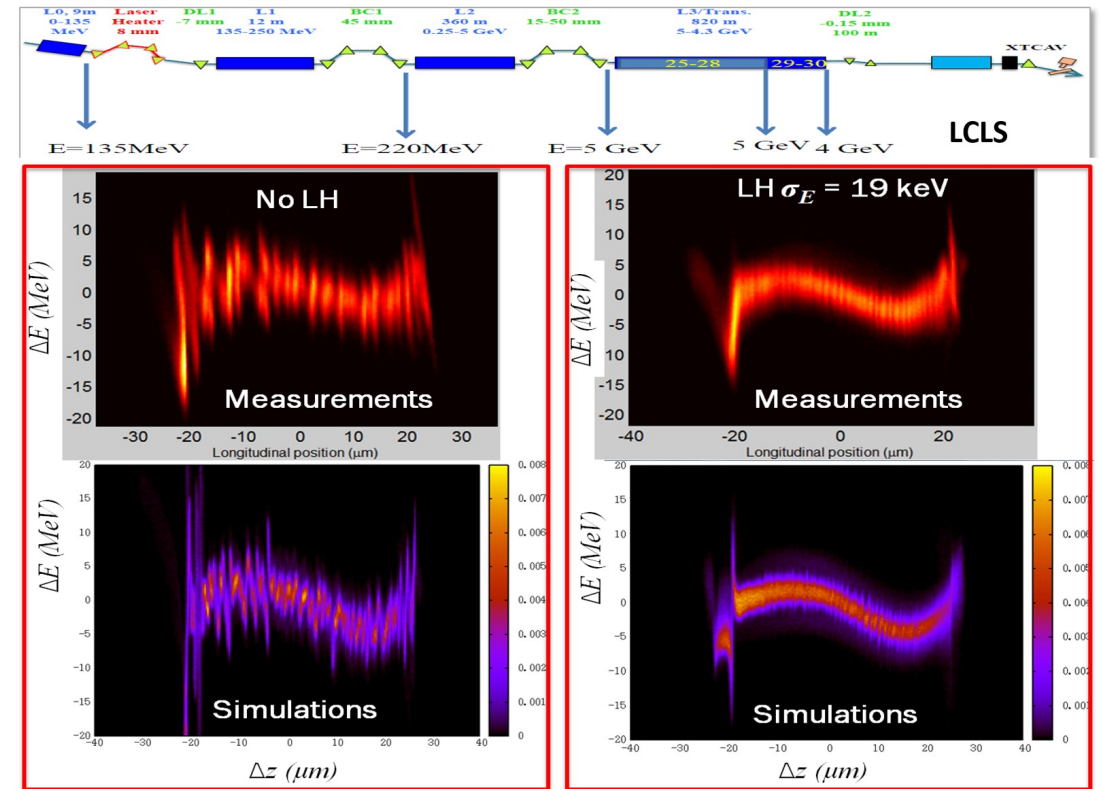 L0, 9m Laser DL1 L1 BC1 L2 BC2 L3/Trans. DL2
0-135 Heater -7 mm 12 m 45 mm 360 m 15-50 mm 820 m -0.15 mm
MeV 8 mm 135-250 MeV 0.25-5 GeV 5-4.3 GeV 100 m
XTCAV
25-28 29-30
E=135MeV E=220MeV E=5 GeV 5 GeV 4 GeV
LCLS
No LH
ΔE (MeV)
15
10
5
0
-5
-10
-15
-20
Measurements
-30 -20 -10 0 10 20 30
Longitudinal position (μm)
LH σE = 19 keV
ΔE (MeV)
20
15
10
5
0
-5
-10
-15
-20
Measurements
-40 -20 0 20
Longitudinal position (μm)
ΔE (MeV)
20
15
10
5
0
-5
-10
-15
-20
Simulations
-40 -30 -20 -10 0 10 20 30 40
Δz (μm)
0.008
0.007
0.006
0.005
0.004
0.003
0.002
0.001
0
ΔE (MeV)
20
15
10
5
0
-5
-10
-15
-20
Simulations
-40 -30 -20 -10 0 10 20 30 40
Δz (μm)